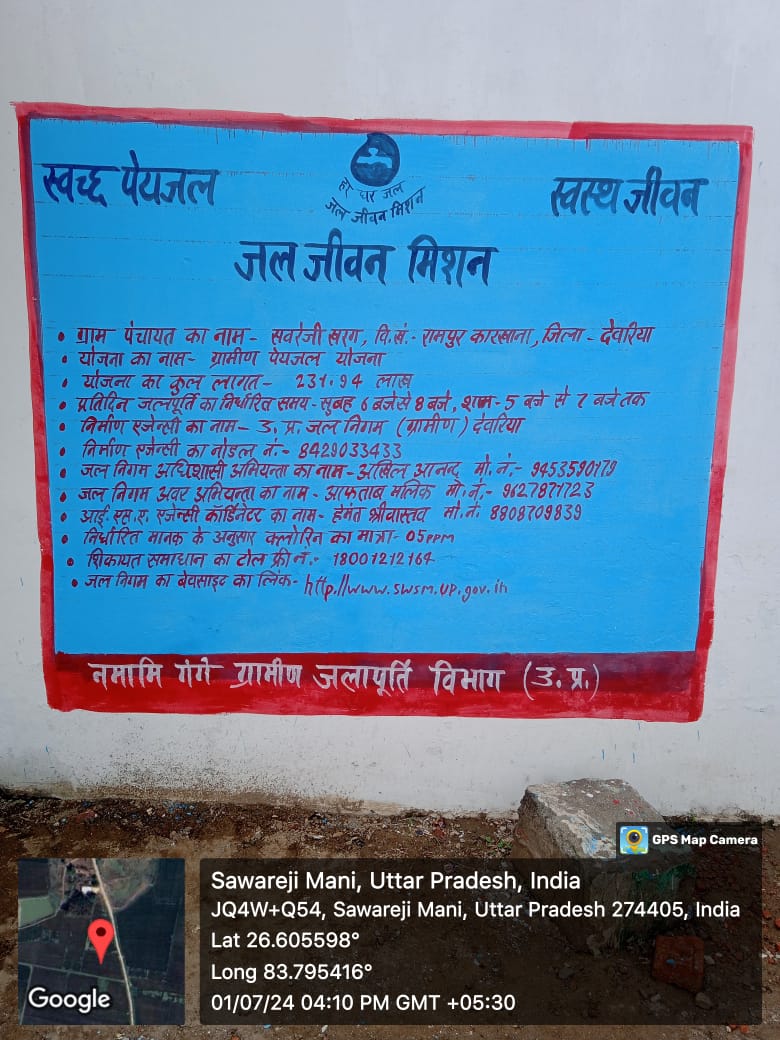 स्वच्छ पेयजल
हर घर जल
जल जीवन मिशन
स्वस्थ जीवन
जल जीवन मिशन
• ग्राम पंचायत का नाम- सवरेजी खरग, वि.खं.- रामपुर कारखाना, जिला - देवरिया
• योजना का नाम- ग्रामीण पेयजल योजना
• योजना का कुल लागत- 231.94 लाख
• प्रतिदिन जलपूर्ति का निर्धारित समय-सुबह 6 बजे से 8 बजे, शाम-5 बजे से 7 बजे तक
• निर्माण एजेन्सी का नाम- उ.प्र. जल निगम (ग्रामीण) देवरिया
• निर्माण एजेन्सी का नोडल नं.- 8429033433
• जल निगम अधिशासी अभियन्ता का नाम-अखिल आनन्द मो.नं.- 9453590179
• जल निगम अवर अभियन्ता का नाम- आफताब मलिक मो.नं.- 9627871723
• आई.एस.ए. एजेन्सी कॉर्डिनेटर का नाम- हेमंत श्रीवास्तव मो.नं. 8908709839
• निर्धारित मानक के अनुसार क्लोरिन का मात्रा- 05ppm
• शिकायत समाधान का टोल फ्री नं.- 18001212164
• जल निगम का बेवसाइट का लिंक- http.//www.swsm.up.gov.in
नमामि गंगे ग्रामीण जलापूर्ति विभाग (उ.प्र.)
GPS Map Camera
Sawareji Mani, Uttar Pradesh, India
JQ4W+Q54, Sawareji Mani, Uttar Pradesh 274405, India
Lat 26.605598°
Long 83.795416°
01/07/24 04:10 PM GMT +05:30
Google